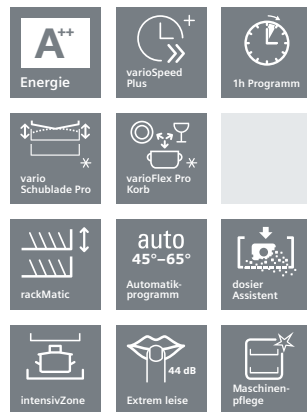 A++
Energie
varioSpeed
Plus
1h Programm
vario
Schublade Pro
varioFlex Pro
Korb
rackMatic
auto
45°–65°
Automatik-
programm
dosier
Assistent
intensivZone
44 dB
Extrem leise
Maschinen-
pflege